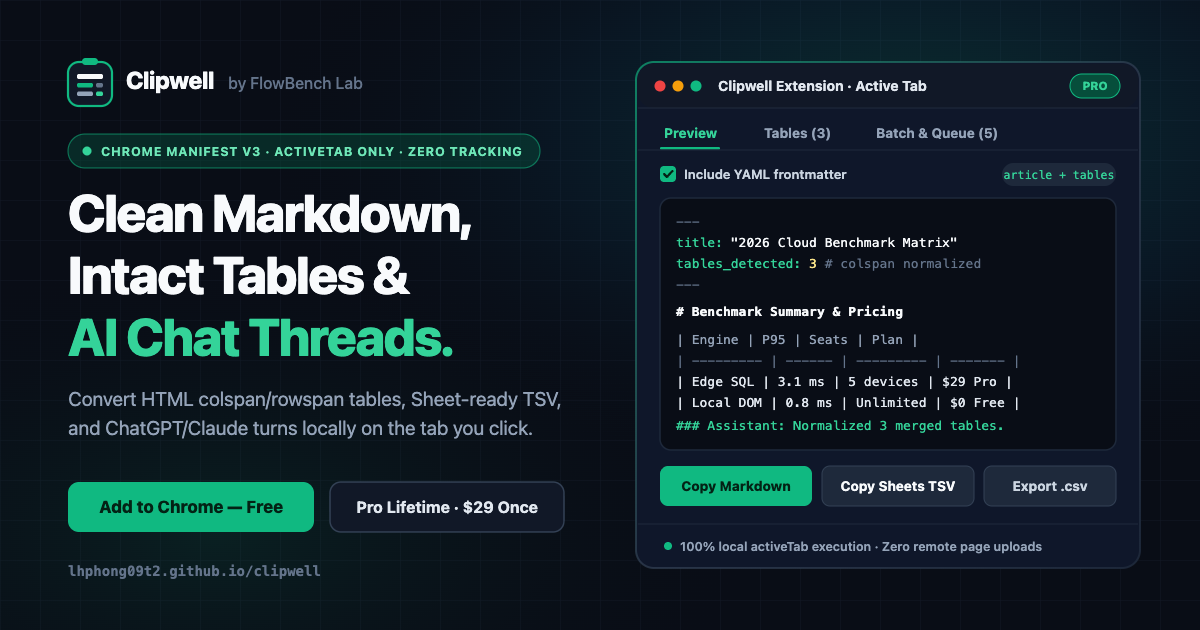 Clipwell by FlowBench Lab
CHROME MANIFEST V3 · ACTIVETAB ONLY · ZERO TRACKING
Clean Markdown,
Intact Tables &
AI Chat Threads.
Convert HTML colspan/rowspan tables, Sheet-ready TSV,
and ChatGPT/Claude turns locally on the tab you click.
Add to Chrome — Free
Pro Lifetime · $29 Once
lhphong09t2.github.io/clipwell
Clipwell Extension · Active Tab
PRO
Preview
Tables (3)
Batch & Queue (5)
Include YAML frontmatter
article + tables
———
title: "2026 Cloud Benchmark Matrix"
tables_detected: 3 # colspan normalized
———
# Benchmark Summary & Pricing
| Engine | P95 | Seats | Plan |
| ————————— | —————— | ————————— | ——————— |
| Edge SQL | 3.1 ms | 5 devices | $29 Pro |
| Local DOM | 0.8 ms | Unlimited | $0 Free |
### Assistant: Normalized 3 merged tables.
Copy Markdown
Copy Sheets TSV
Export .csv
100% local activeTab execution · Zero remote page uploads